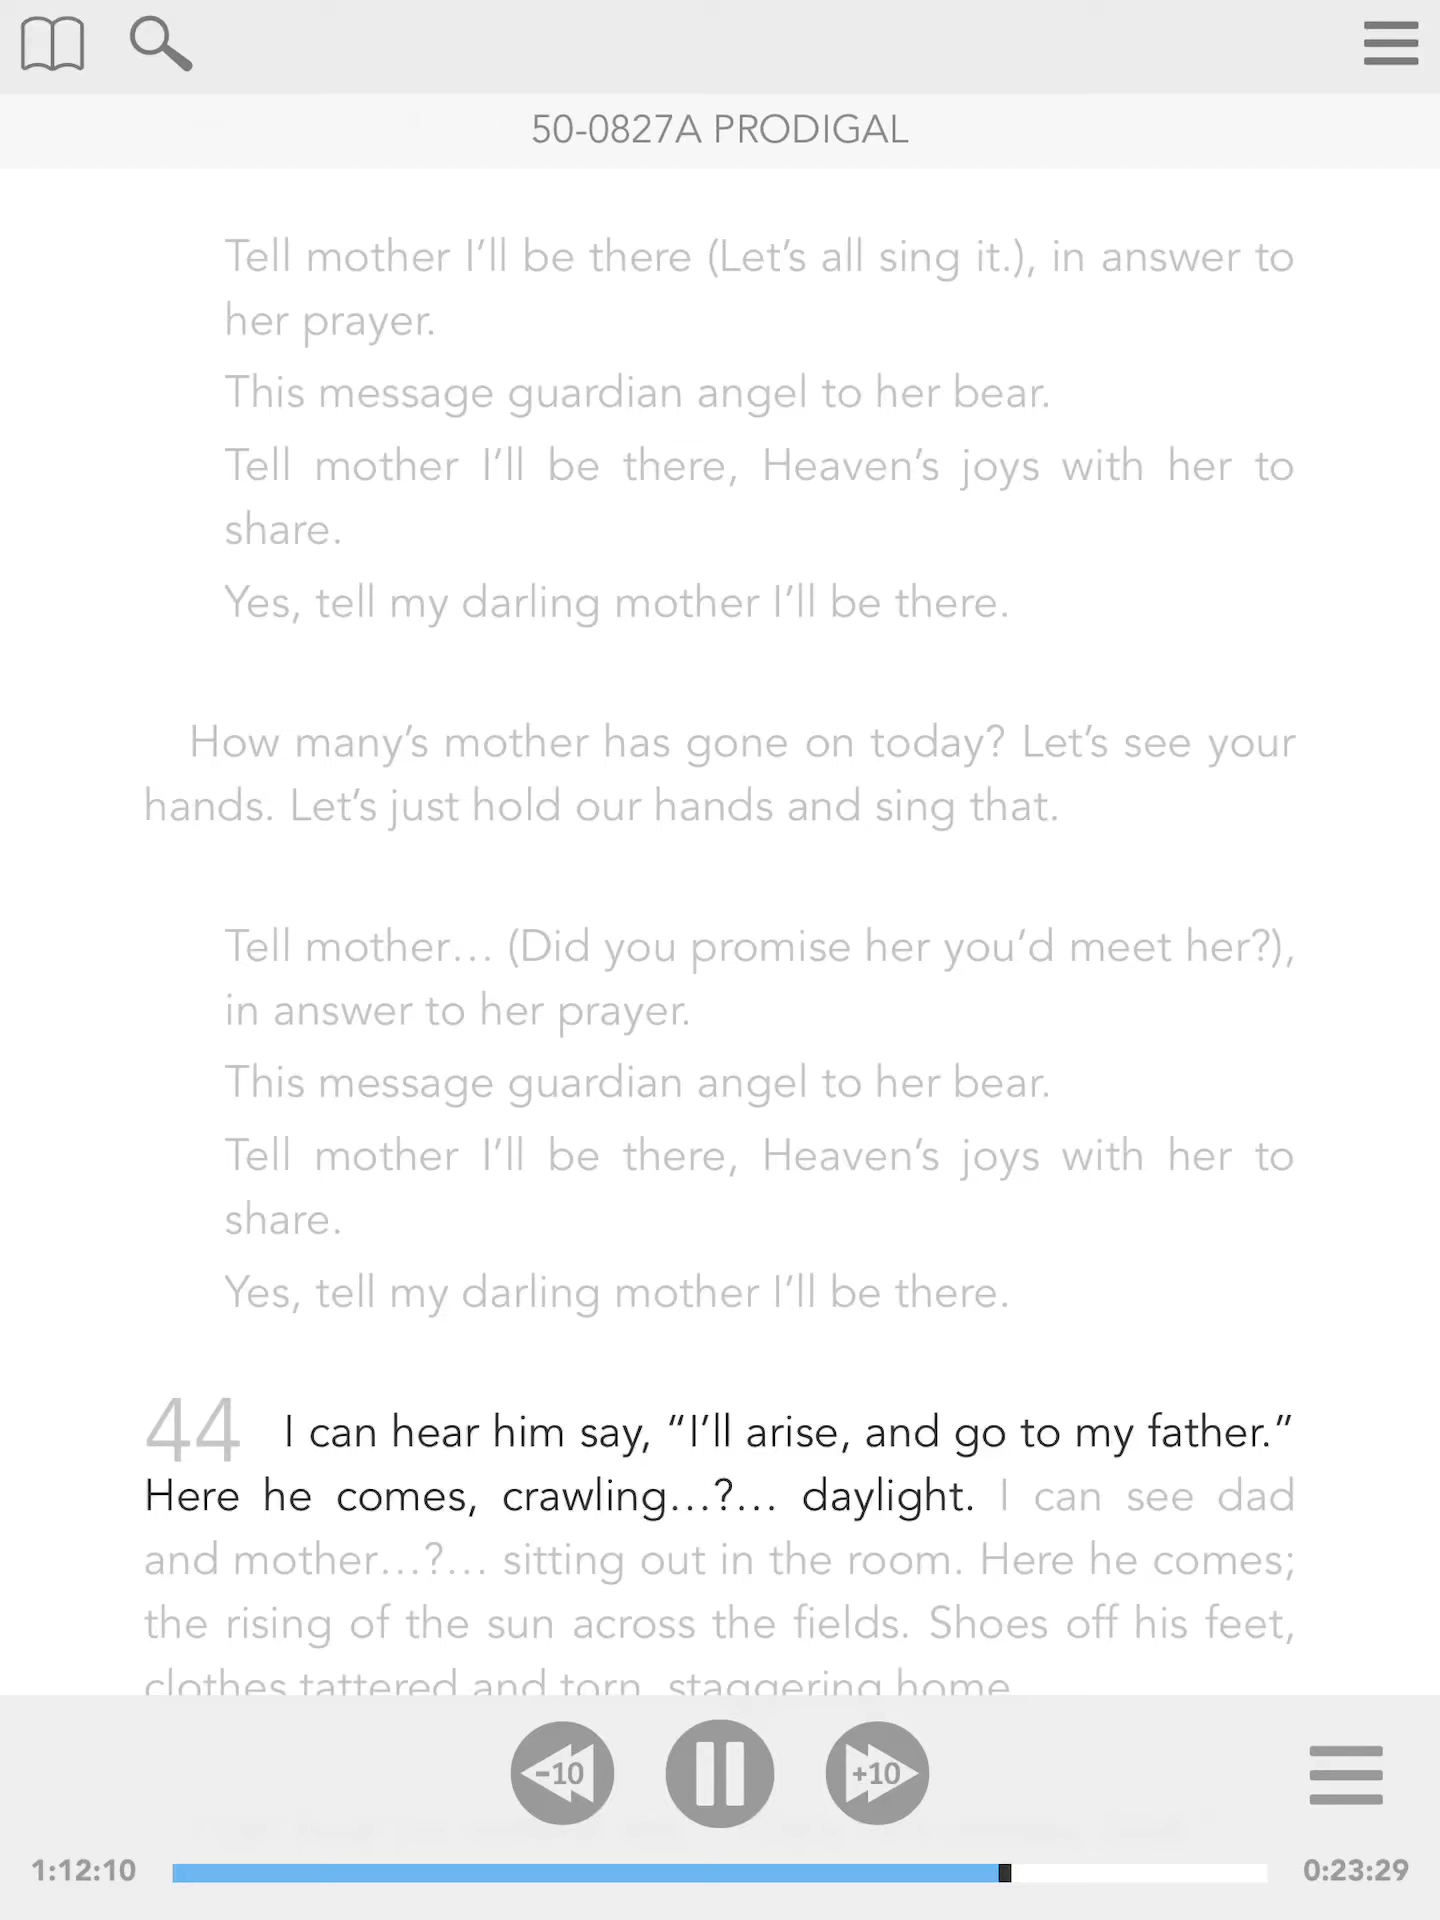 50-0827A PRODIGAL
Tell mother I’ll be there (Let’s all sing it.), in answer to
her prayer.
This message guardian angel to her bear.
Tell mother I’ll be there, Heaven’s joys with her to
share.
Yes, tell my darling mother I’ll be there.
How many’s mother has gone on today? Let’s see your
hands. Let’s just hold our hands and sing that.
Tell mother… (Did you promise her you’d meet her?),
in answer to her prayer.
This message guardian angel to her bear.
Tell mother I’ll be there, Heaven’s joys with her to
share.
Yes, tell my darling mother I’ll be there.
44 I can hear him say, “I’ll arise, and go to my father.”
Here he comes, crawling…?… daylight. I can see dad
and mother…?… sitting out in the room. Here he comes;
the rising of the sun across the fields. Shoes off his feet,
clothes tattered and torn, staggering home
-10 +10
1:12:10 0:23:29